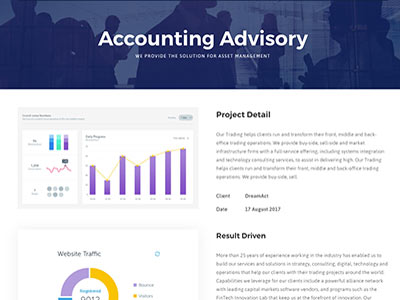 Accounting Advisory
WE PROVIDE THE SOLUTION FOR ASSET MANAGEMENT
Project Detail
Our Trading helps clients run and transform their front, middle and back-
office trading operations. We provide buy-side, sell-side and market
infrastructure firms with a full-service offering, including systems integration
and technology consulting services, to assist in delivering high. Our Trading
helps clients run and transform their front, middle and back-office trading
operations. We provide buy-side, sell.
Client DreamAct
Date 17 August 2017
Website Traffic
Registered
9012
Bounce
Visitors
Result Driven
More than 25 years of experience working in the industry has enabled us to
build our services and solutions in strategy, consulting, digital, technology and
operations that help our clients with their trading projects around the world.
Capabilities we leverage for our clients include a powerful alliance network
with leading capital markets software vendors, and programs such as the
FinTech Innovation Lab that keep us at the forefront of innovation. Our